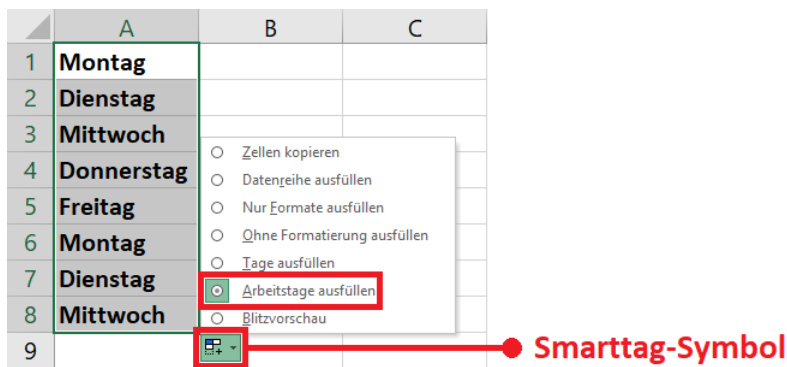 A B C
1 Montag
2 Dienstag
3 Mittwoch
Zellen kopieren
4 Donnerstag
Datenreihe ausfüllen
5 Freitag
Nur Formate ausfüllen
6 Montag
Ohne Formatierung ausfüllen
Tage ausfüllen
7 Dienstag
Arbeitstage ausfüllen
8 Mittwoch
Blitzvorschau
9
Smarttag-Symbol